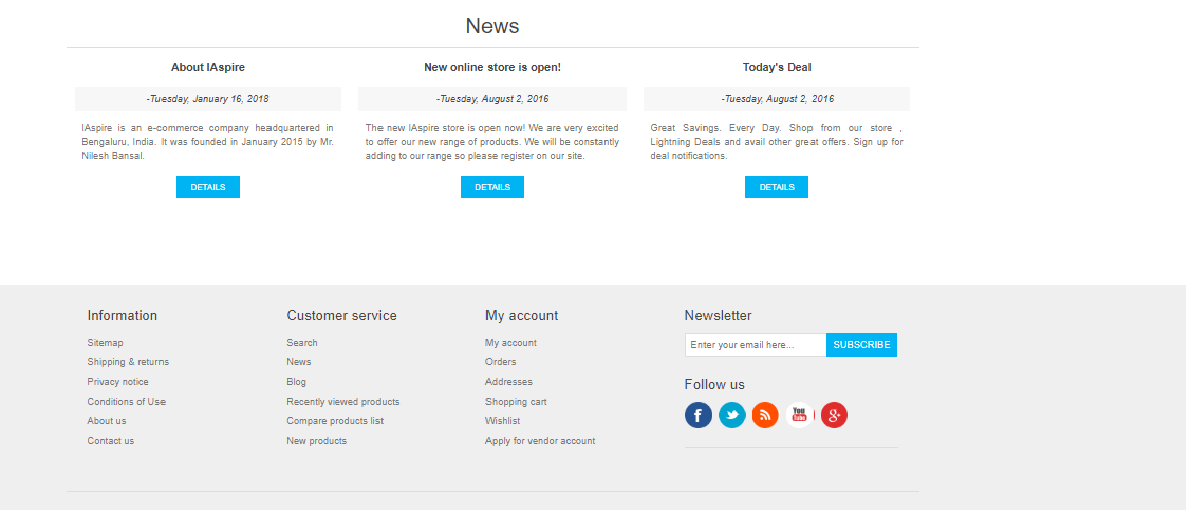 News
About IAspire
-Tuesday, January 16, 2018
IAspire is an e-commerce company headquartered in
Bengaluru, India. It was founded in January 2015 by Mr.
Nilesh Bansal.
DETAILS
New online store is open!
-Tuesday, August 2, 2016
The new IAspire store is open now! We are very excited
to offer our new range of products. We will be constantly
adding to our range so please register on our site.
DETAILS
Today's Deal
-Tuesday, August 2, 2016
Great Savings. Every Day. Shop from our store ,
Lightning Deals and avail other great offers. Sign up for
deal notifications.
DETAILS
Information
Sitemap
Shipping & returns
Privacy notice
Conditions of Use
About us
Contact us
Customer service
Search
News
Blog
Recently viewed products
Compare products list
New products
My account
My account
Orders
Addresses
Shopping cart
Wishlist
Apply for vendor account
Newsletter
Enter your email here...
SUBSCRIBE
Follow us
f
You
Tube
g+